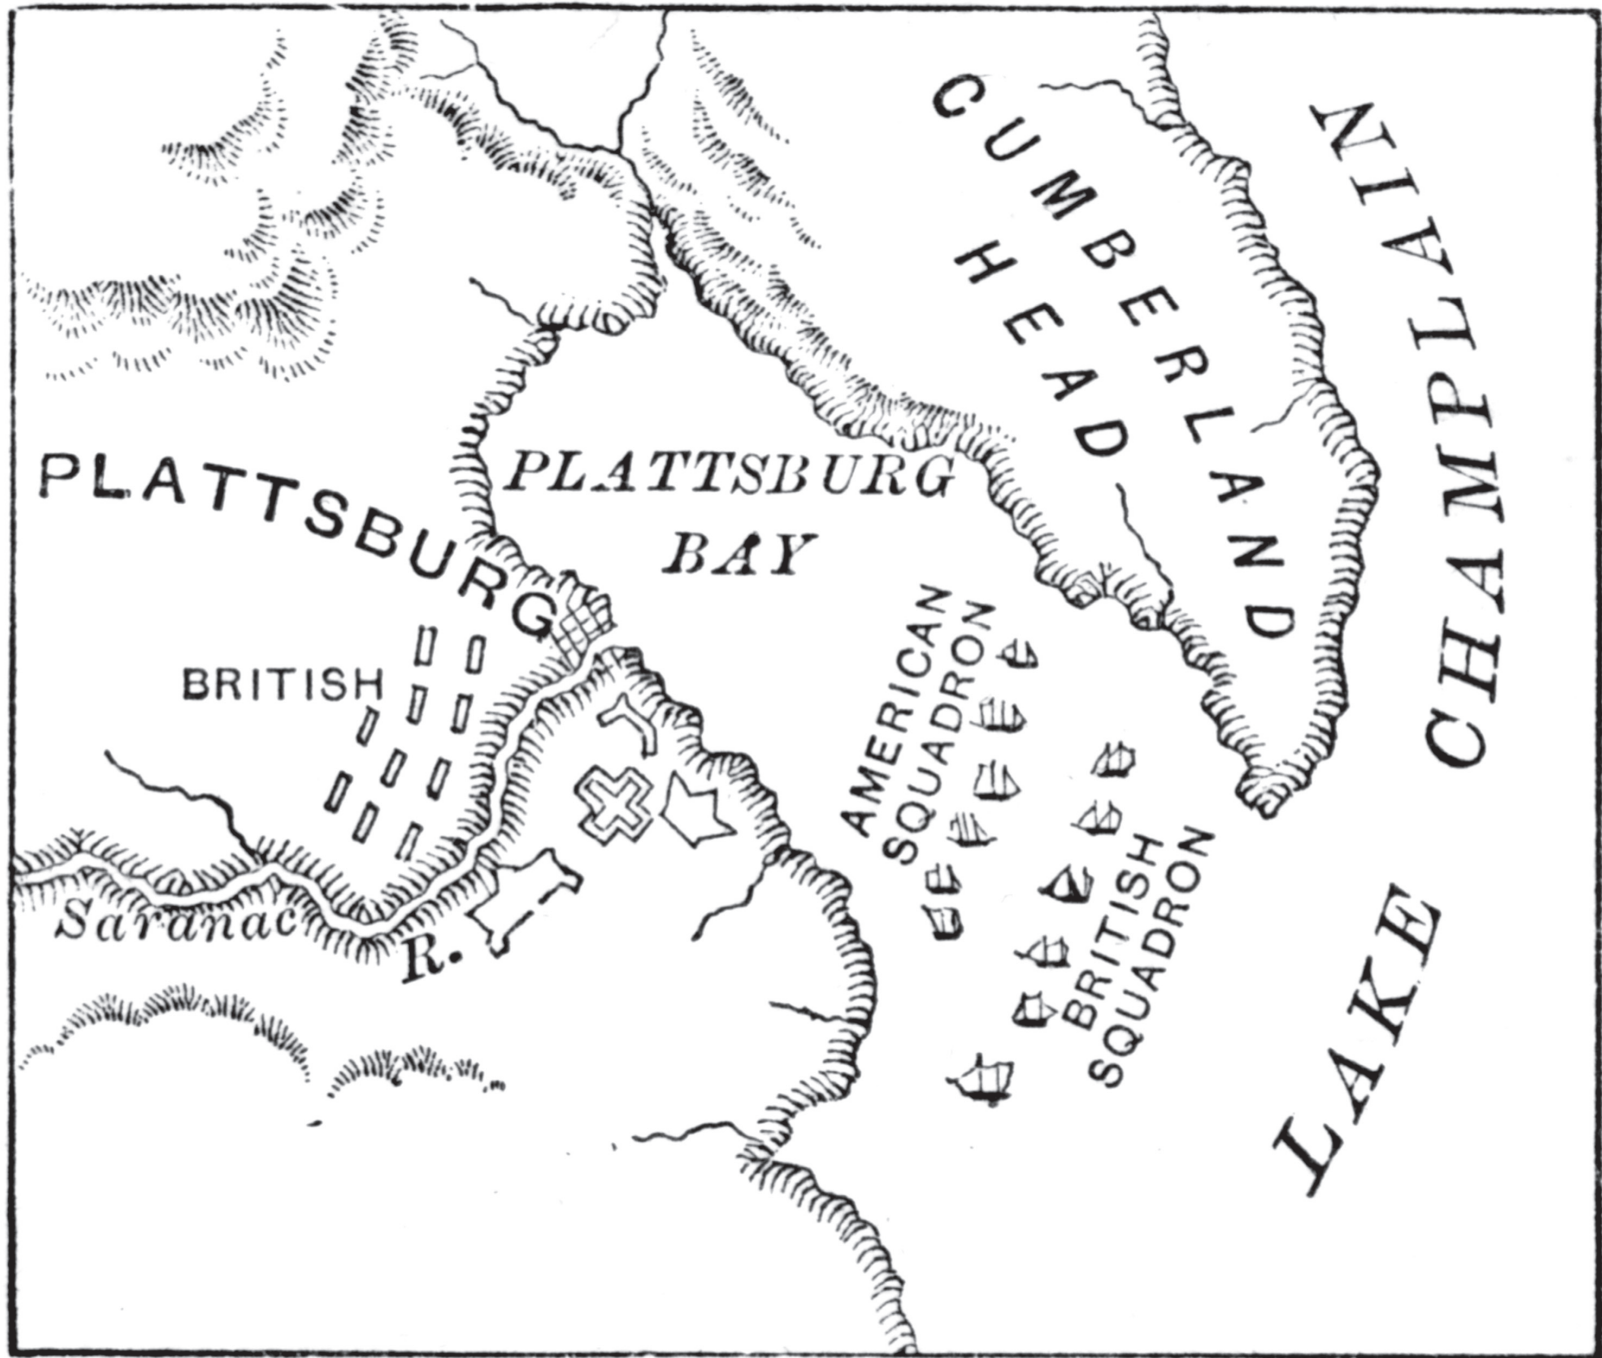 CUMBERLAND
HEAD
LAKE CHAMPLAIN
PLATTSBURG
BAY
PLATTSBURG
BRITISH
AMERICAN
SQUADRON
BRITISH
SQUADRON
Saranac R.